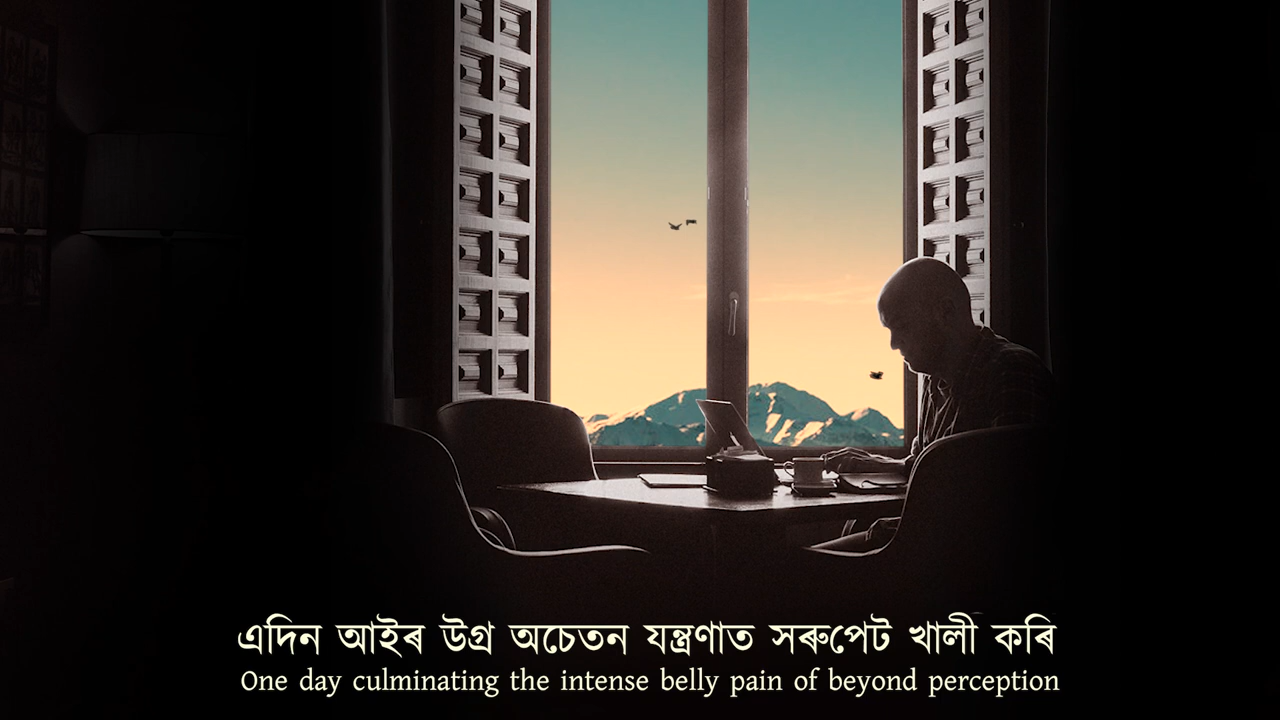 এদিন আইৰ উগ্ৰ অচেতন যন্ত্ৰণাত সৰুপেট খালী কৰি
One day culminating the intense belly pain of beyond perception